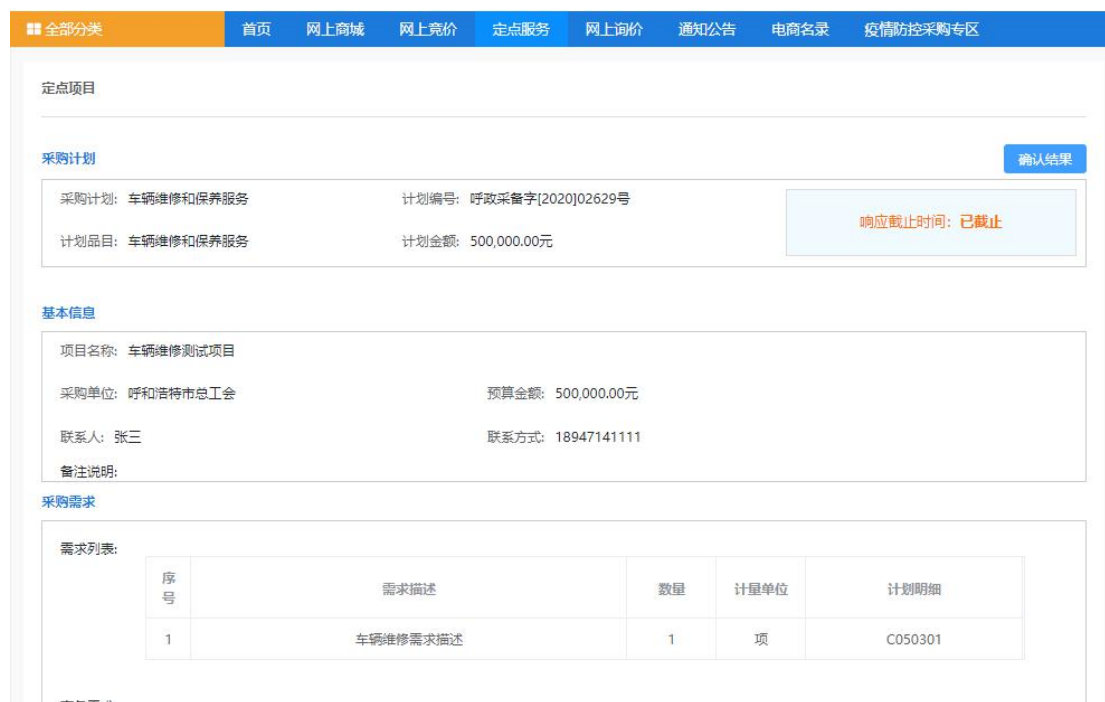 全部分类 首页 网上商城 网上竞价 定点服务 网上询价 通知公告 电商名录 疫情防控采购专区
定点项目
采购计划 确认结果
采购计划: 车辆维修和保养服务 计划编号: 呼政采备字[2020]02629号
响应截止时间: 已截止
计划品目: 车辆维修和保养服务 计划金额: 500,000.00元
基本信息
项目名称: 车辆维修测试项目
采购单位: 呼和浩特市总工会 预算金额: 500,000.00元
联系人: 张三 联系方式: 18947141111
备注说明:
采购需求
需求列表:
序号 需求描述 数量 计量单位 计划明细
1 车辆维修需求描述 1 项 C050301